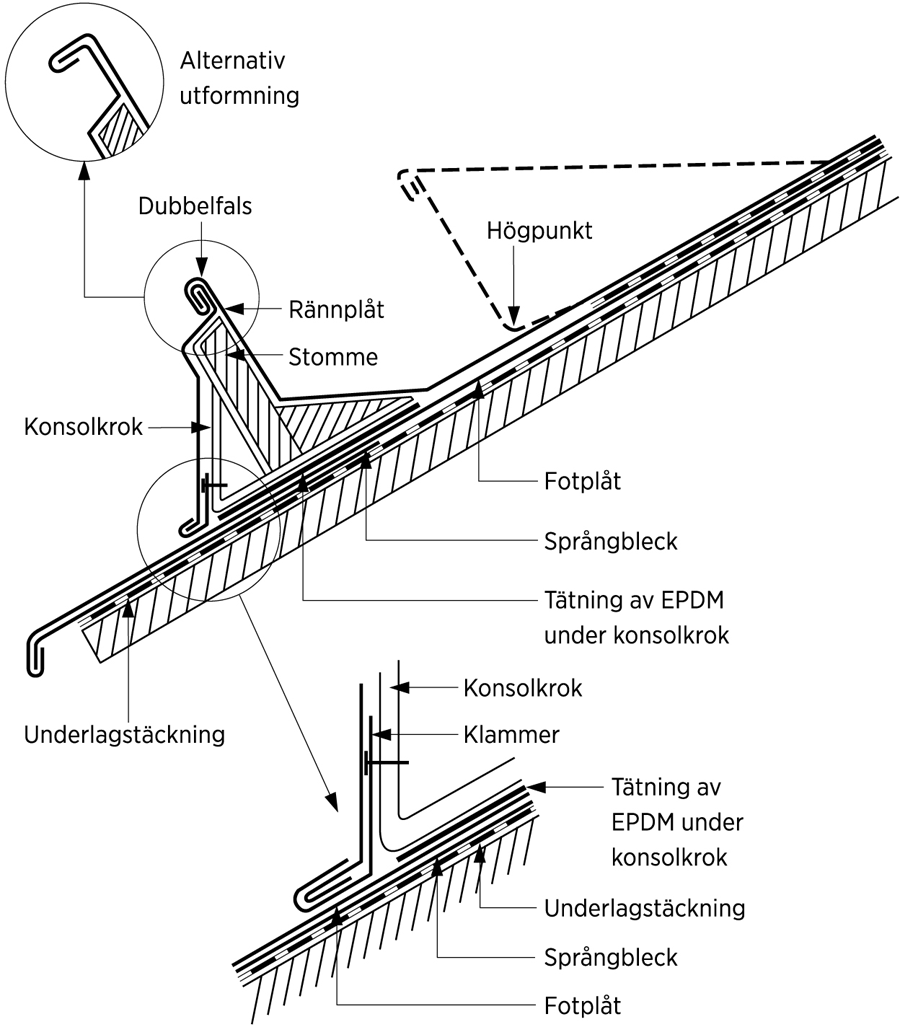 Alternativ
utformning
Dubbelfals
Högpunkt
Rännplåt
Stomme
Konsolkrok
Fotplåt
Språngbleck
Tätning av EPDM
under konsolkrok
Underlagstäckning
Konsolkrok
Klammer
Tätning av
EPDM under
konsolkrok
Underlagstäckning
Språngbleck
Fotplåt